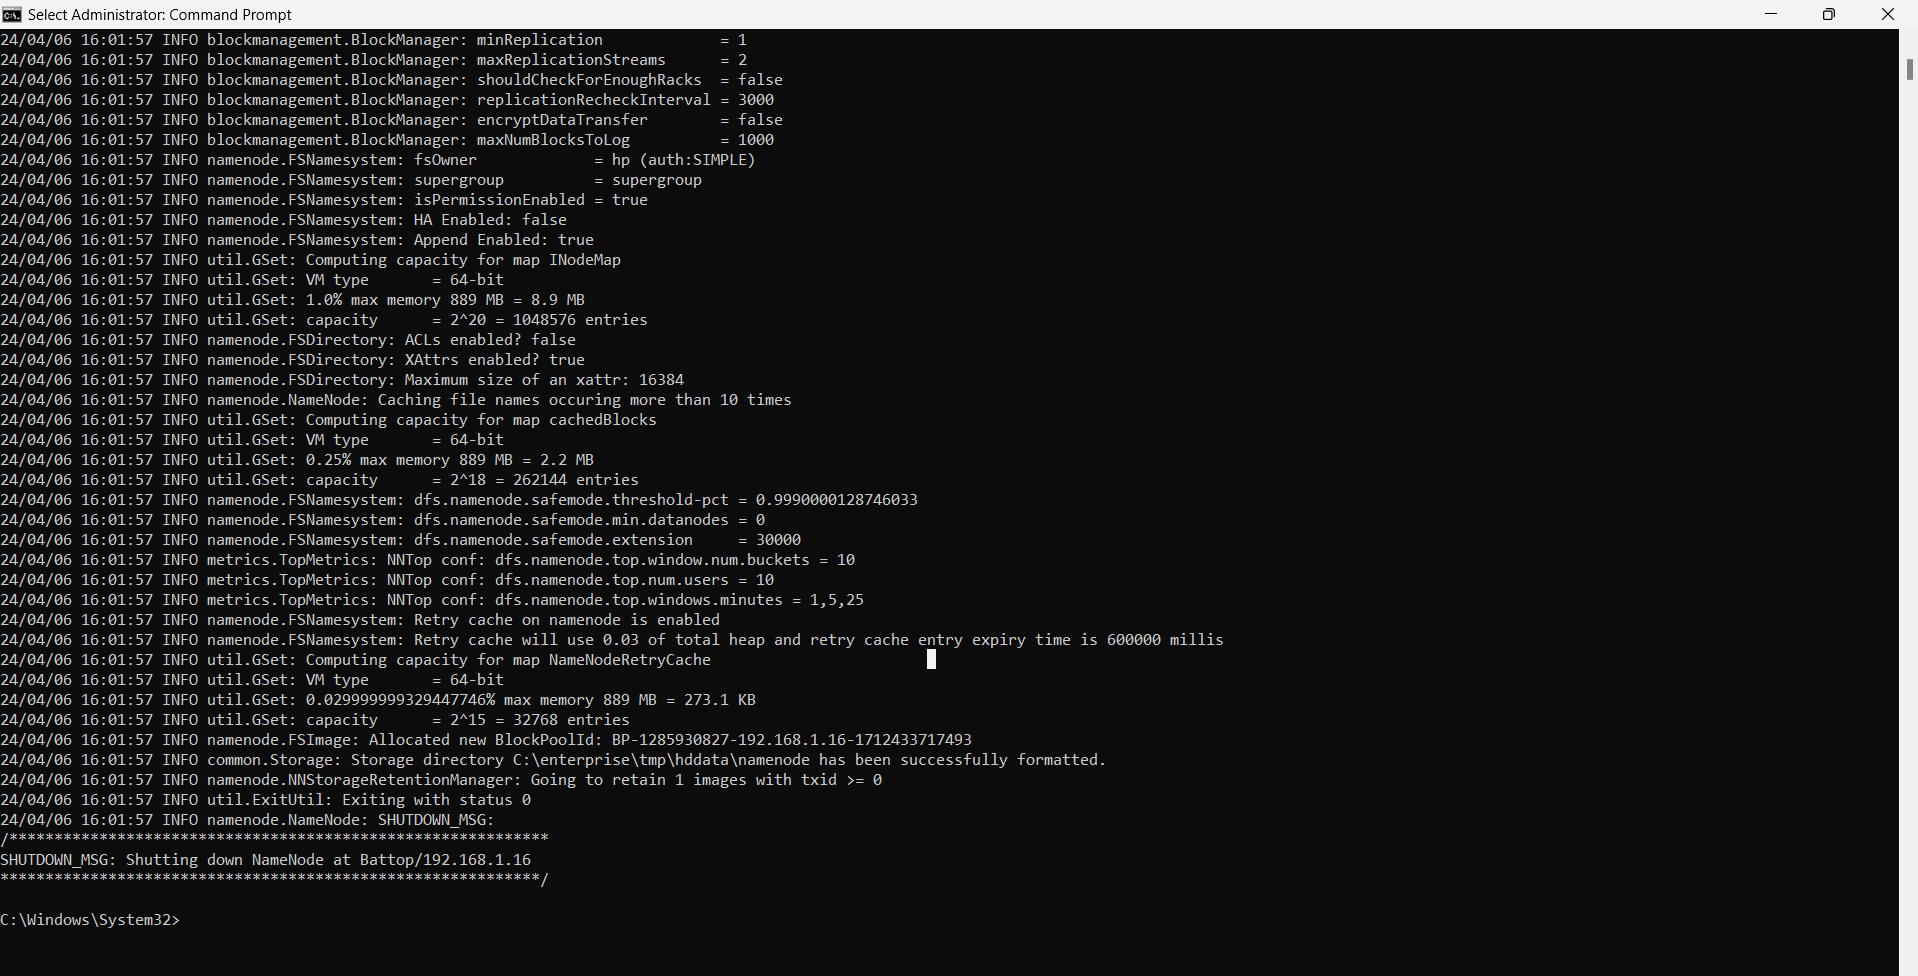 Select Administrator: Command Prompt
24/04/06 16:01:57 INFO blockmanagement.BlockManager: minReplication             = 1
24/04/06 16:01:57 INFO blockmanagement.BlockManager: maxReplicationStreams      = 2
24/04/06 16:01:57 INFO blockmanagement.BlockManager: shouldCheckForEnoughRacks  = false
24/04/06 16:01:57 INFO blockmanagement.BlockManager: replicationRecheckInterval = 3000
24/04/06 16:01:57 INFO blockmanagement.BlockManager: encryptDataTransfer        = false
24/04/06 16:01:57 INFO blockmanagement.BlockManager: maxNumBlocksToLog          = 1000
24/04/06 16:01:57 INFO namenode.FSNamesystem: fsOwner             = hp (auth:SIMPLE)
24/04/06 16:01:57 INFO namenode.FSNamesystem: supergroup          = supergroup
24/04/06 16:01:57 INFO namenode.FSNamesystem: isPermissionEnabled = true
24/04/06 16:01:57 INFO namenode.FSNamesystem: HA Enabled: false
24/04/06 16:01:57 INFO namenode.FSNamesystem: Append Enabled: true
24/04/06 16:01:57 INFO util.GSet: Computing capacity for map INodeMap
24/04/06 16:01:57 INFO util.GSet: VM type       = 64-bit
24/04/06 16:01:57 INFO util.GSet: 1.0% max memory 889 MB = 8.9 MB
24/04/06 16:01:57 INFO util.GSet: capacity      = 2^20 = 1048576 entries
24/04/06 16:01:57 INFO namenode.FSDirectory: ACLs enabled? false
24/04/06 16:01:57 INFO namenode.FSDirectory: XAttrs enabled? true
24/04/06 16:01:57 INFO namenode.FSDirectory: Maximum size of an xattr: 16384
24/04/06 16:01:57 INFO namenode.NameNode: Caching file names occuring more than 10 times
24/04/06 16:01:57 INFO util.GSet: Computing capacity for map cachedBlocks
24/04/06 16:01:57 INFO util.GSet: VM type       = 64-bit
24/04/06 16:01:57 INFO util.GSet: 0.25% max memory 889 MB = 2.2 MB
24/04/06 16:01:57 INFO util.GSet: capacity      = 2^18 = 262144 entries
24/04/06 16:01:57 INFO namenode.FSNamesystem: dfs.namenode.safemode.threshold-pct = 0.9990000128746033
24/04/06 16:01:57 INFO namenode.FSNamesystem: dfs.namenode.safemode.min.datanodes = 0
24/04/06 16:01:57 INFO namenode.FSNamesystem: dfs.namenode.safemode.extension     = 30000
24/04/06 16:01:57 INFO metrics.TopMetrics: NNTop conf: dfs.namenode.top.window.num.buckets = 10
24/04/06 16:01:57 INFO metrics.TopMetrics: NNTop conf: dfs.namenode.top.num.users = 10
24/04/06 16:01:57 INFO metrics.TopMetrics: NNTop conf: dfs.namenode.top.windows.minutes = 1,5,25
24/04/06 16:01:57 INFO namenode.FSNamesystem: Retry cache on namenode is enabled
24/04/06 16:01:57 INFO namenode.FSNamesystem: Retry cache will use 0.03 of total heap and retry cache entry expiry time is 600000 millis
24/04/06 16:01:57 INFO util.GSet: Computing capacity for map NameNodeRetryCache
24/04/06 16:01:57 INFO util.GSet: VM type       = 64-bit
24/04/06 16:01:57 INFO util.GSet: 0.029999999329447746% max memory 889 MB = 273.1 KB
24/04/06 16:01:57 INFO util.GSet: capacity      = 2^15 = 32768 entries
24/04/06 16:01:57 INFO namenode.FSImage: Allocated new BlockPoolId: BP-1285930827-192.168.1.16-1712433717493
24/04/06 16:01:57 INFO common.Storage: Storage directory C:\enterprise\tmp\hddata\namenode has been successfully formatted.
24/04/06 16:01:57 INFO namenode.NNStorageRetentionManager: Going to retain 1 images with txid >= 0
24/04/06 16:01:57 INFO util.ExitUtil: Exiting with status 0
24/04/06 16:01:57 INFO namenode.NameNode: SHUTDOWN_MSG:
/************************************************************
SHUTDOWN_MSG: Shutting down NameNode at Battop/192.168.1.16
************************************************************/
C:\Windows\System32>